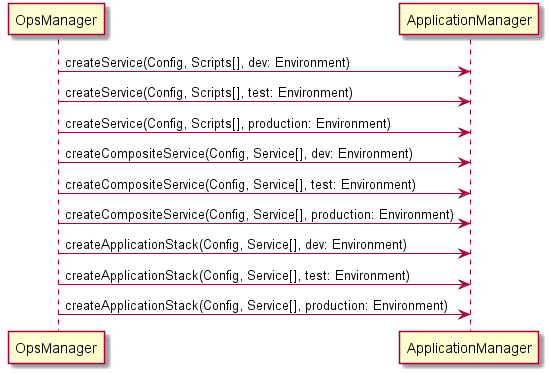 OpsManager
ApplicationManager
createService(Config, Scripts[], dev: Environment)
createService(Config, Scripts[], test: Environment)
createService(Config, Scripts[], production: Environment)
createCompositeService(Config, Service[], dev: Environment)
createCompositeService(Config, Service[], test: Environment)
createCompositeService(Config, Service[], production: Environment)
createApplicationStack(Config, Service[], dev: Environment)
createApplicationStack(Config, Service[], test: Environment)
createApplicationStack(Config, Service[], production: Environment)
OpsManager
ApplicationManager